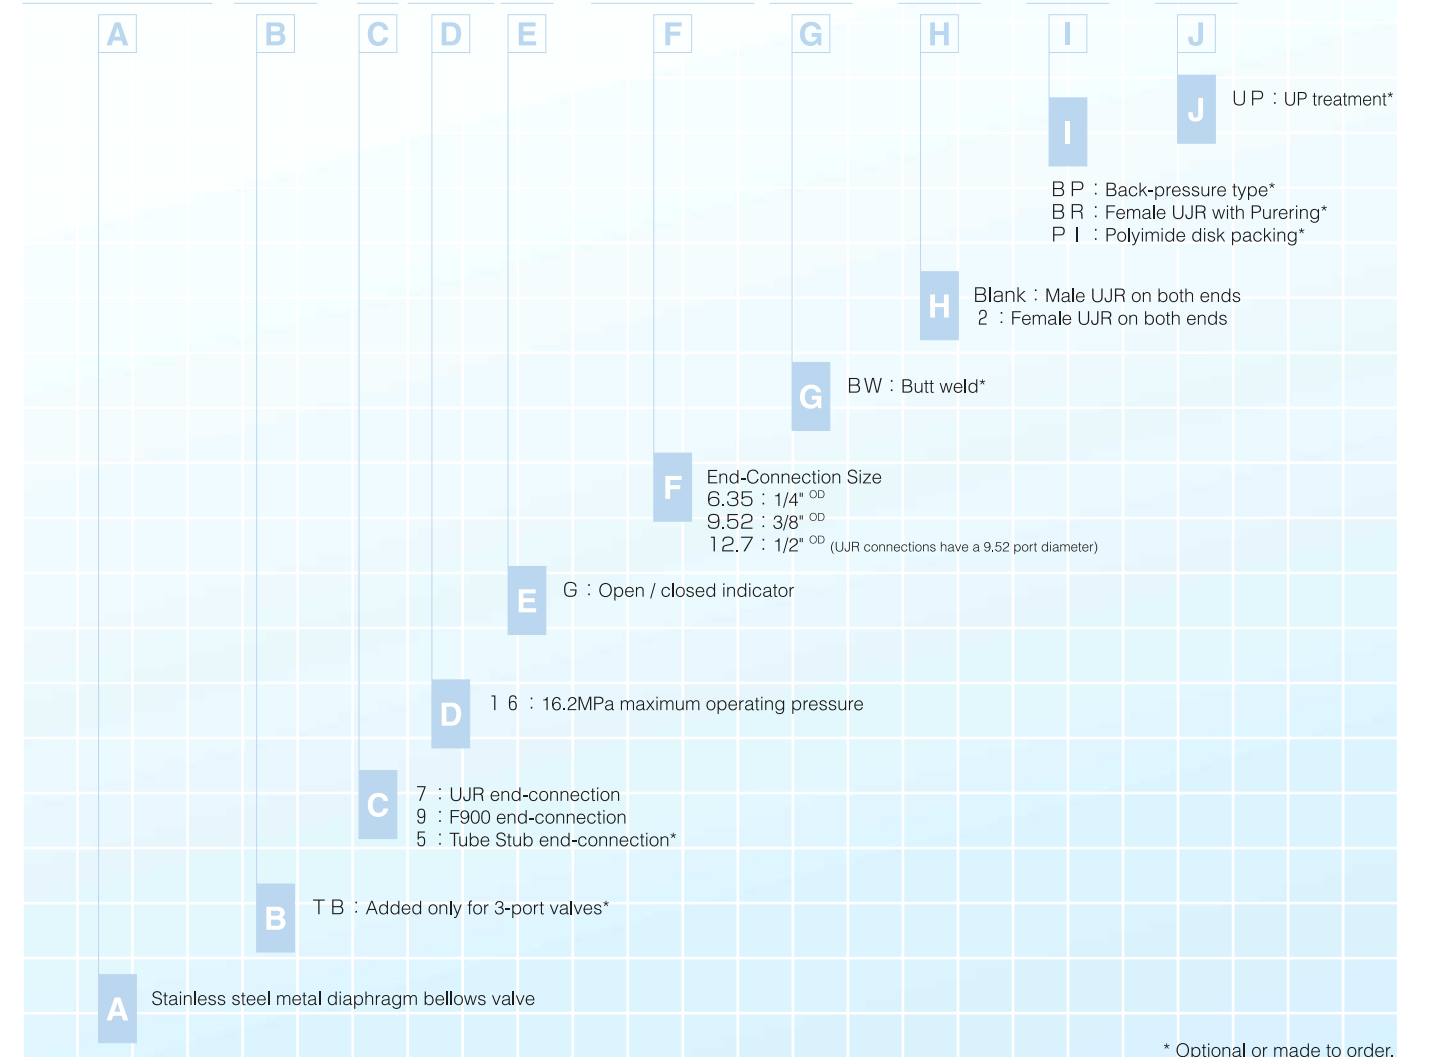 A B C D E F G H I J
J UP : UP treatment*
I
BP : Back-pressure type*
BR : Female UJR with Purering*
PI : Polyimide disk packing*
H Blank : Male UJR on both ends
2 : Female UJR on both ends
G BW : Butt weld*
F End-Connection Size
6.35 : 1/4" OD
9.52 : 3/8" OD
12.7 : 1/2" OD (UJR connections have a 9.52 port diameter)
E G : Open / closed indicator
D 16 : 16.2MPa maximum operating pressure
C 7 : UJR end-connection
9 : F900 end-connection
5 : Tube Stub end-connection*
B TB : Added only for 3-port valves*
A Stainless steel metal diaphragm bellows valve
* Optional or made to order.